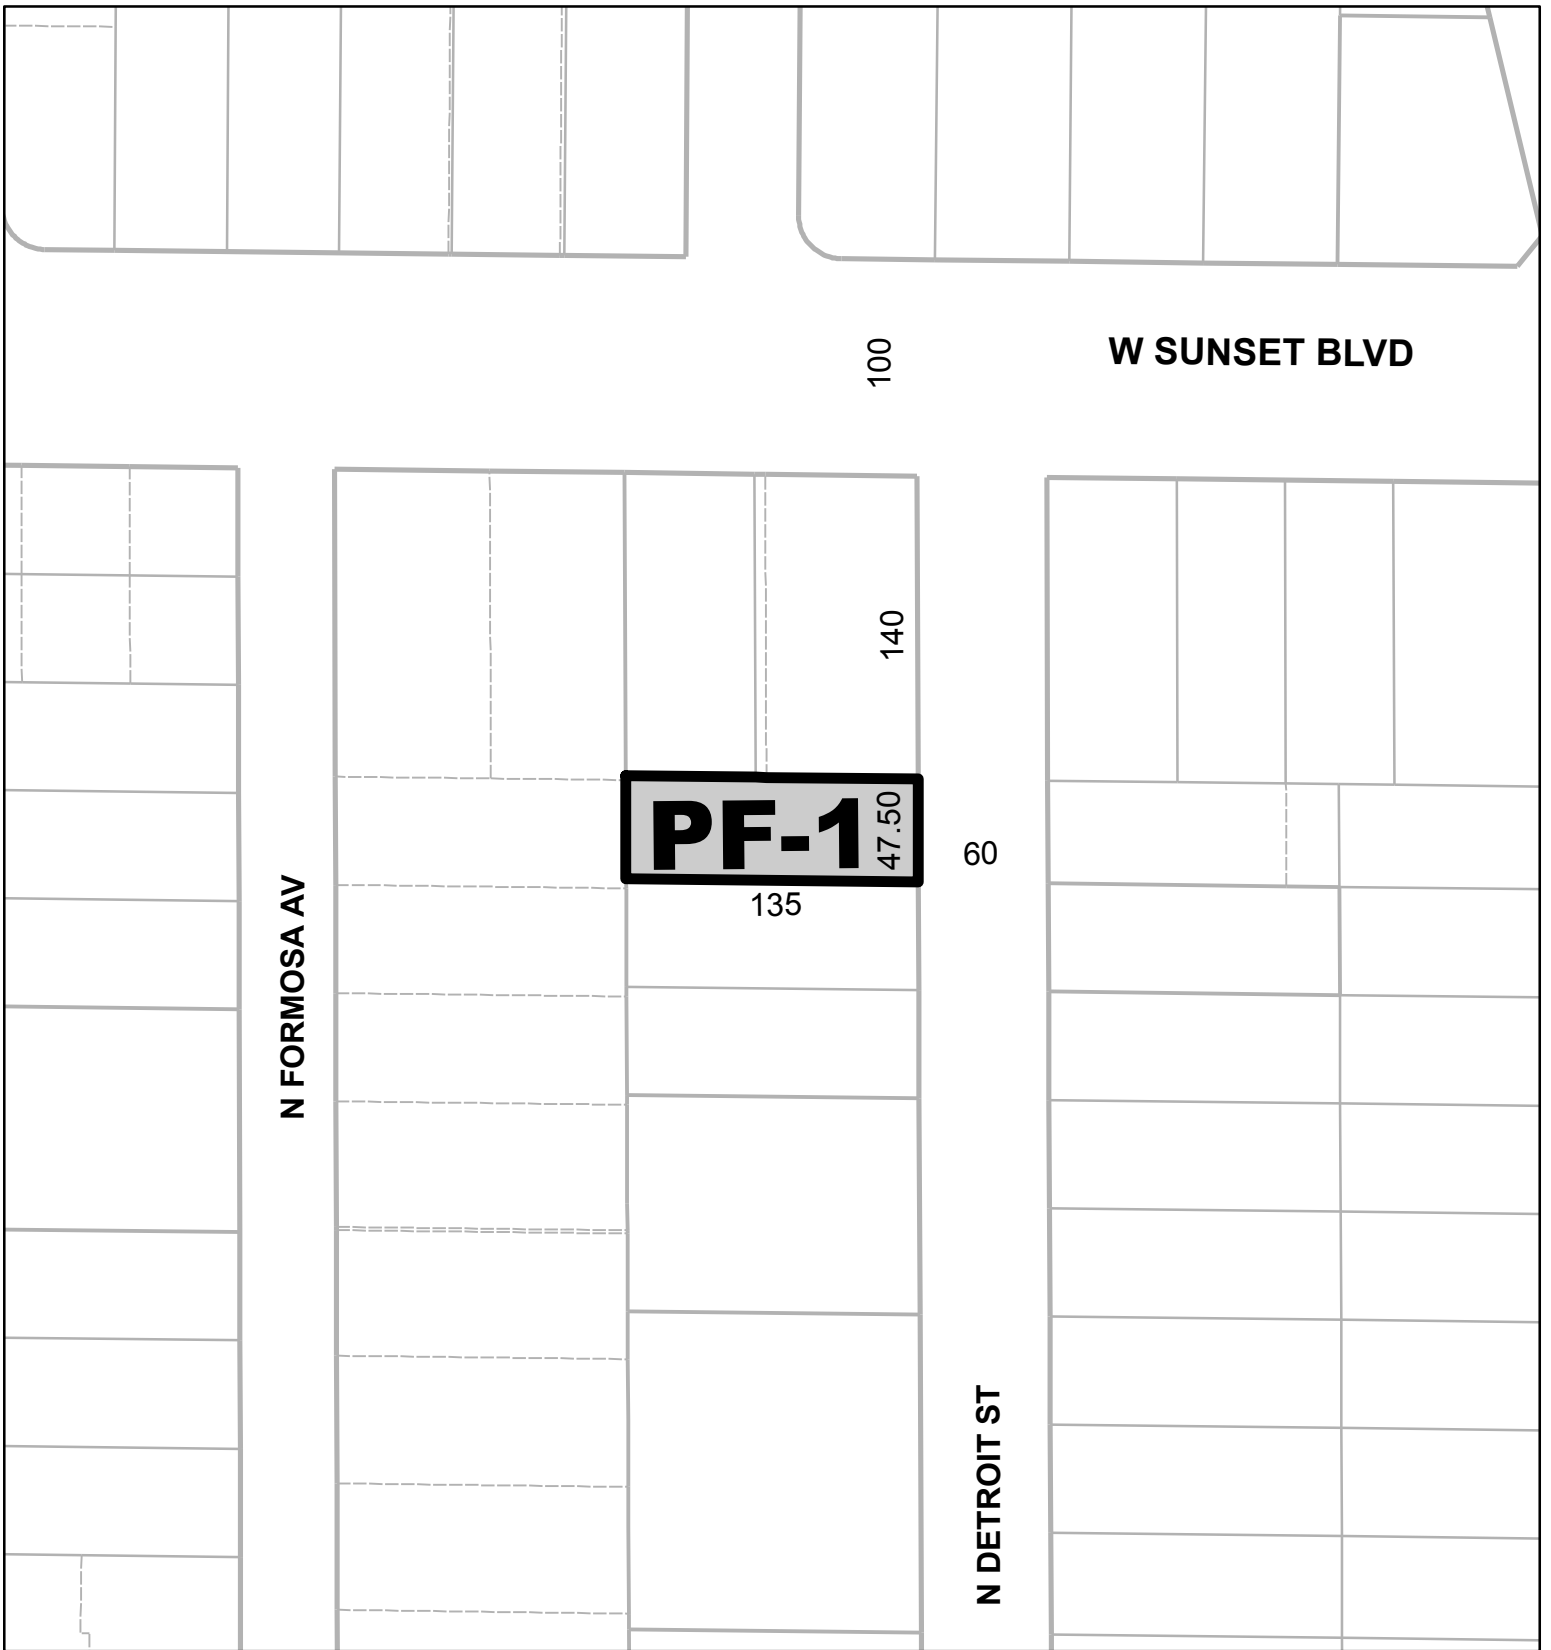 100
W SUNSET BLVD
140
PF-1
47.50
60
135
N FORMOSA AV
N DETROIT ST